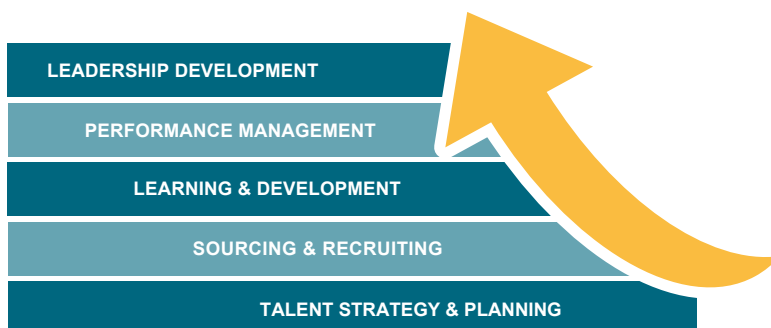 LEADERSHIP DEVELOPMENT
PERFORMANCE MANAGEMENT
LEARNING & DEVELOPMENT
SOURCING & RECRUITING
TALENT STRATEGY & PLANNING